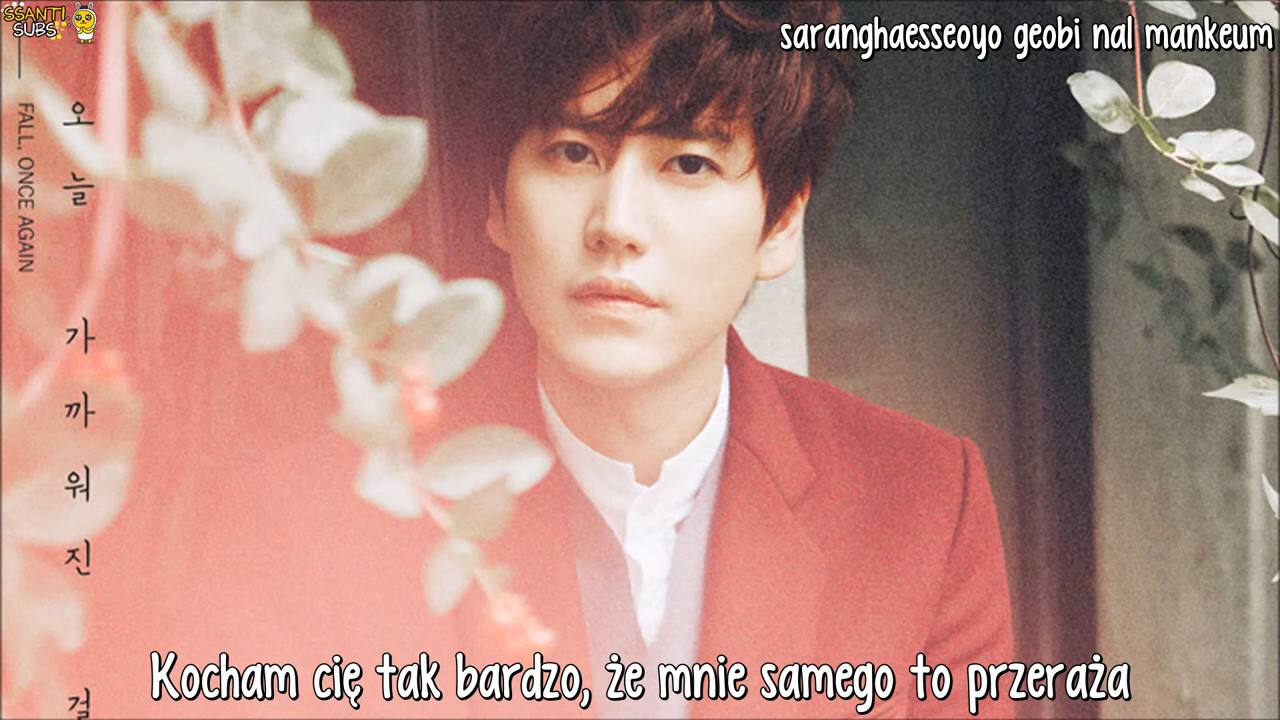 SSANTI
SUBS
saranghaesseoyo geobi nal mankeum
FALL, ONCE AGAIN
오늘 가까워진 걸
Kocham cię tak bardzo, że mnie samego to przeraża